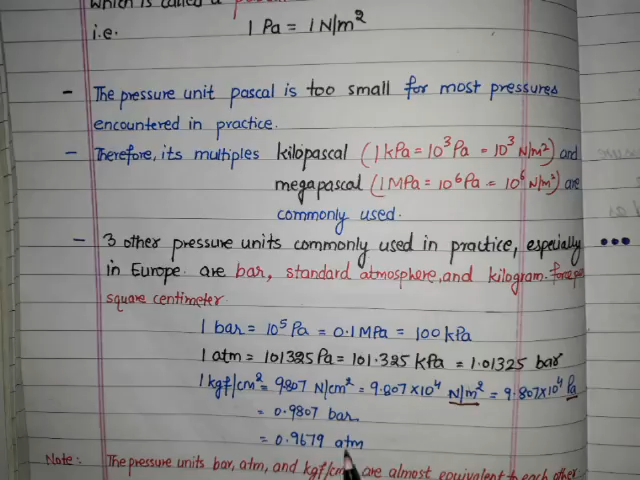 which is called a
i.e. 1 Pa = 1 N/m²
- The pressure unit pascal is too small for most pressures
encountered in practice.
- Therefore, its multiples kilopascal (1 kPa = 10³ Pa = 10³ N/m²) and
megapascal (1 MPa = 10⁶ Pa = 10⁶ N/m²) are
commonly used.
- 3 other pressure units commonly used in practice, especially
in Europe are bar, standard atmosphere, and kilogram-force per
square centimeter.
1 bar = 10⁵ Pa = 0.1 MPa = 100 kPa
1 atm = 101325 Pa = 101.325 kPa = 1.01325 bar
1 kgf/cm² = 9.807 N/cm² = 9.807×10⁴ N/m² = 9.807×10⁴ Pa
= 0.9807 bar
= 0.9679 atm
Note: The pressure units bar, atm, and kgf/cm² are almost equivalent to each other